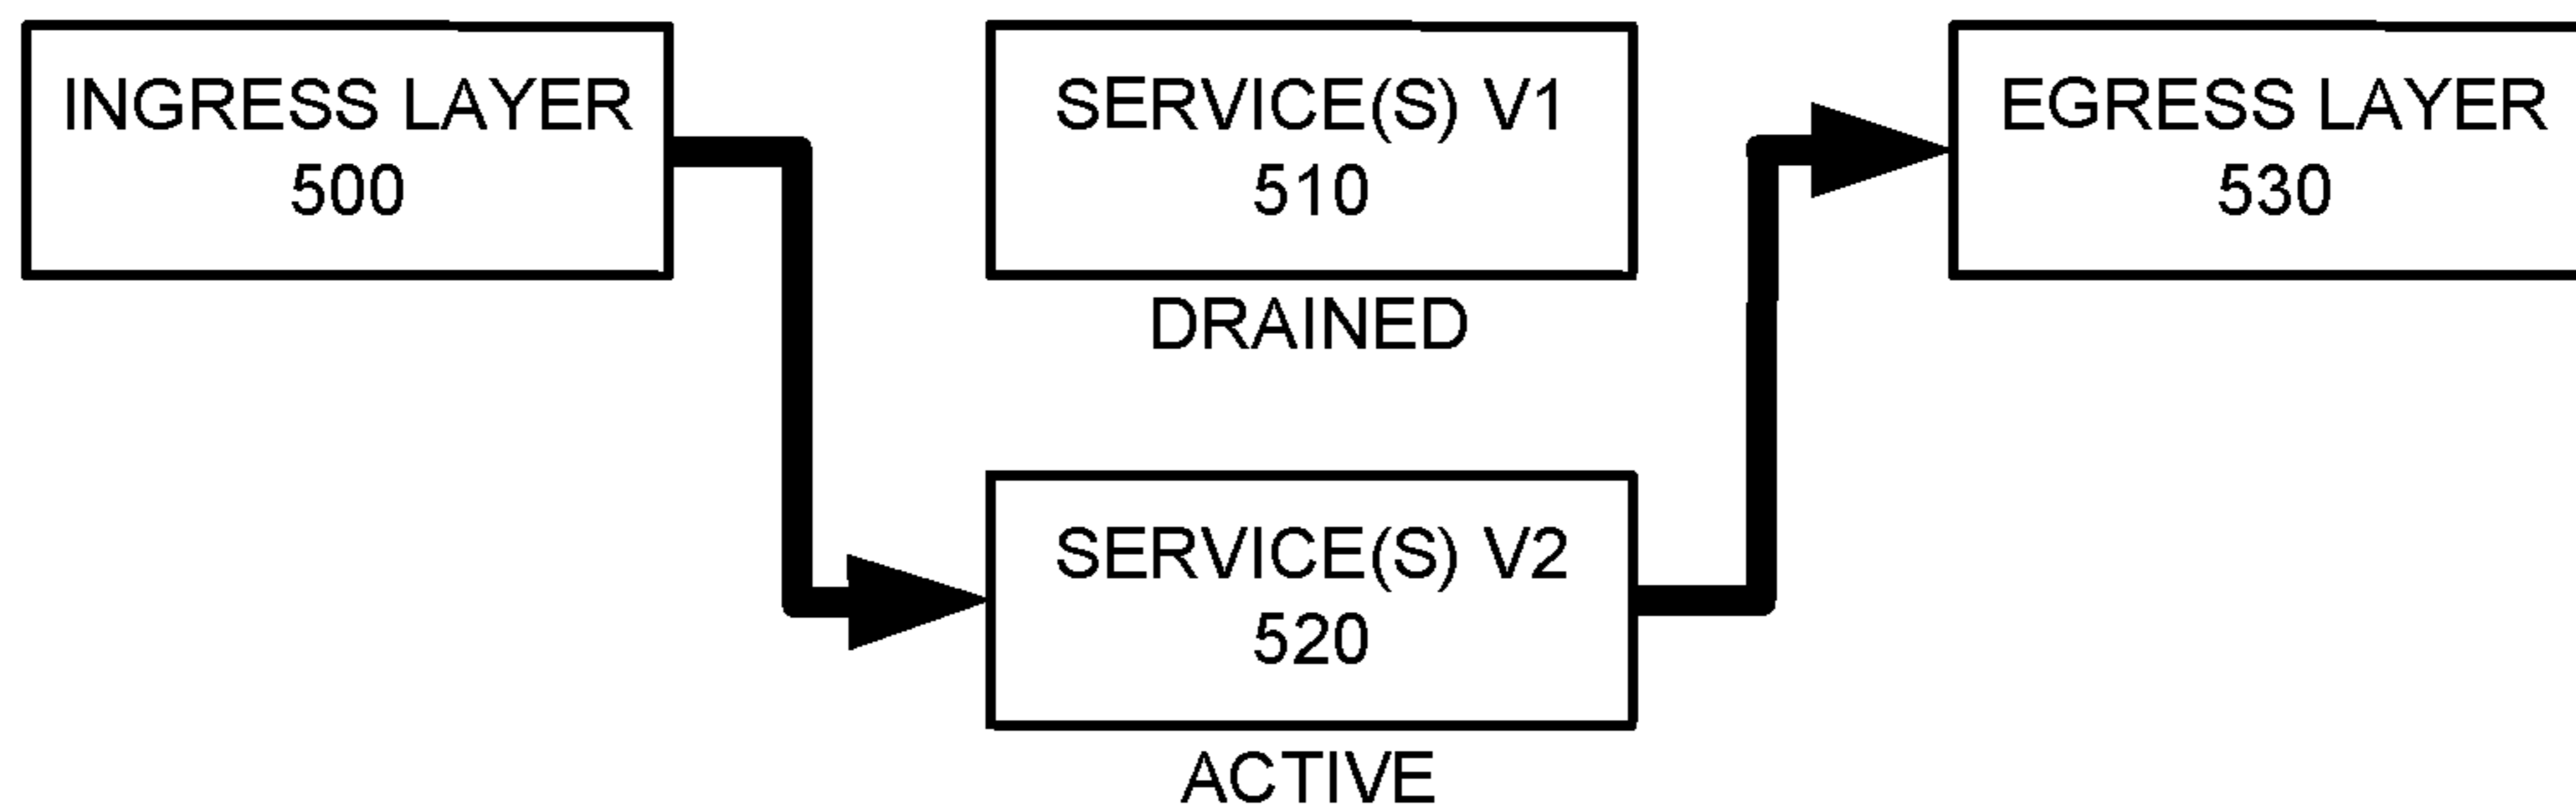 INGRESS LAYER
500
SERVICE(S) V1
510
DRAINED
EGRESS LAYER
530
SERVICE(S) V2
520
ACTIVE